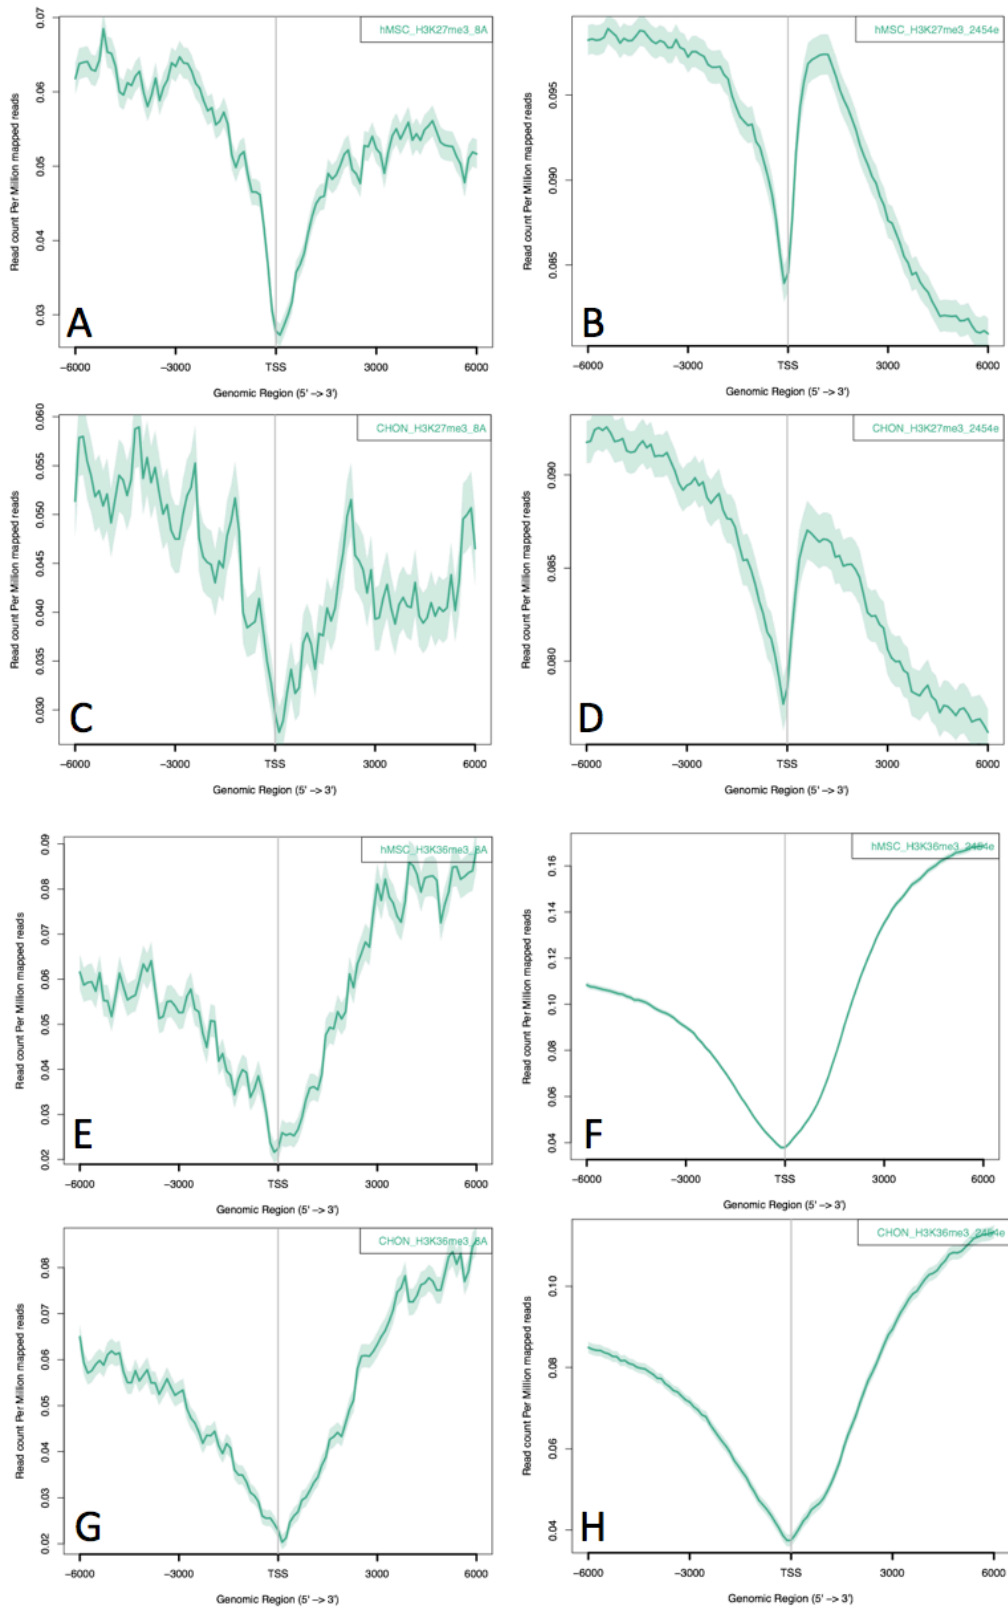 hMSC_H3K27me3_8A
Read count Per Million mapped reads
0.07
0.06
0.05
0.04
0.03
A
−6000 −3000 TSS 3000 6000
Genomic Region (5' −> 3')
hMSC_H3K27me3_2454e
Read count Per Million mapped reads
0.095
0.090
0.085
B
−6000 −3000 TSS 3000 6000
Genomic Region (5' −> 3')
CHON_H3K27me3_8A
Read count Per Million mapped reads
0.060
0.055
0.050
0.045
0.040
0.035
0.030
C
−6000 −3000 TSS 3000 6000
Genomic Region (5' −> 3')
CHON_H3K27me3_2454e
Read count Per Million mapped reads
0.090
0.085
0.080
D
−6000 −3000 TSS 3000 6000
Genomic Region (5' −> 3')
hMSC_H3K36me3_8A
Read count Per Million mapped reads
0.09
0.08
0.07
0.06
0.05
0.04
0.03
0.02
E
−6000 −3000 TSS 3000 6000
Genomic Region (5' −> 3')
hMSC_H3K36me3_2454e
Read count Per Million mapped reads
0.16
0.14
0.12
0.10
0.08
0.06
0.04
F
−6000 −3000 TSS 3000 6000
Genomic Region (5' −> 3')
CHON_H3K36me3_8A
Read count Per Million mapped reads
0.08
0.07
0.06
0.05
0.04
0.03
0.02
G
−6000 −3000 TSS 3000 6000
Genomic Region (5' −> 3')
CHON_H3K36me3_2454e
Read count Per Million mapped reads
0.10
0.08
0.06
0.04
H
−6000 −3000 TSS 3000 6000
Genomic Region (5' −> 3')